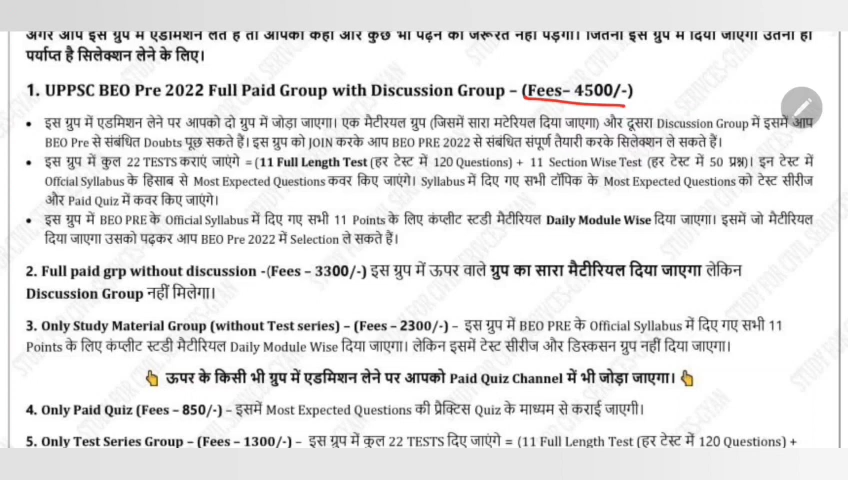 अगर आप इस ग्रुप में एडमिशन लेते है तो आपको कहीं और कुछ भी पढ़ने की जरूरत नहीं पड़ेगी। जितना इस ग्रुप में दिया जाएगा उतना ही
पर्याप्त है सिलेक्शन लेने के लिए।
1. UPPSC BEO Pre 2022 Full Paid Group with Discussion Group – (Fees– 4500/-)
• इस ग्रुप में एडमिशन लेने पर आपको दो ग्रुप में जोड़ा जाएगा। एक मैटीरयल ग्रुप (जिसमें सारा मटेरियल दिया जाएगा) और दूसरा Discussion Group में इसमें आप
BEO Pre से संबंधित Doubts पूछ सकते हैं। इस ग्रुप को JOIN करके आप BEO PRE 2022 से संबधित संपूर्ण तैयारी करके सिलेक्शन ले सकते हैं।
• इस ग्रुप में कुल 22 TESTS कराएं जाएंगे = (11 Full Length Test (हर टेस्ट में 120 Questions) + 11 Section Wise Test (हर टेस्ट में 50 प्रश्न)। इन टेस्ट में
Offcial Syllabus के हिसाब से Most Expected Questions कवर किए जाएंगे। Syllabus में दिए गए सभी टॉपिक के Most Expected Questions को टेस्ट सीरीज
और Paid Quiz में कवर किए जाएंगे।
• इस ग्रुप में BEO PRE के Official Syllabus में दिए गए सभी 11 Points के लिए कंप्लीट स्टडी मैटीरियल Daily Module Wise दिया जाएगा। इसमें जो मैटीरियल
दिया जाएगा उसको पढ़कर आप BEO Pre 2022 में Selection ले सकते हैं।
2. Full paid grp without discussion -(Fees – 3300/-) इस ग्रुप में ऊपर वाले ग्रुप का सारा मैटीरियल दिया जाएगा लेकिन
Discussion Group नहीं मिलेगा।
3. Only Study Material Group (without Test series) – (Fees – 2300/-) – इस ग्रुप में BEO PRE के Official Syllabus में दिए गए सभी 11
Points के लिए कंप्लीट स्टडी मैटीरियल Daily Module Wise दिया जाएगा। लेकिन इसमें टेस्ट सीरीज और डिस्कसन ग्रुप नहीं दिया जाएगा।
👆 ऊपर के किसी भी ग्रुप में एडमिशन लेने पर आपको Paid Quiz Channel में भी जोड़ा जाएगा। 👆
4. Only Paid Quiz (Fees – 850/-) – इसमें Most Expected Questions की प्रैक्टिस Quiz के माध्यम से कराई जाएगी।
5. Only Test Series Group – (Fees – 1300/-) – इस ग्रुप में कुल 22 TESTS दिए जाएंगे = (11 Full Length Test (हर टेस्ट में 120 Questions) +